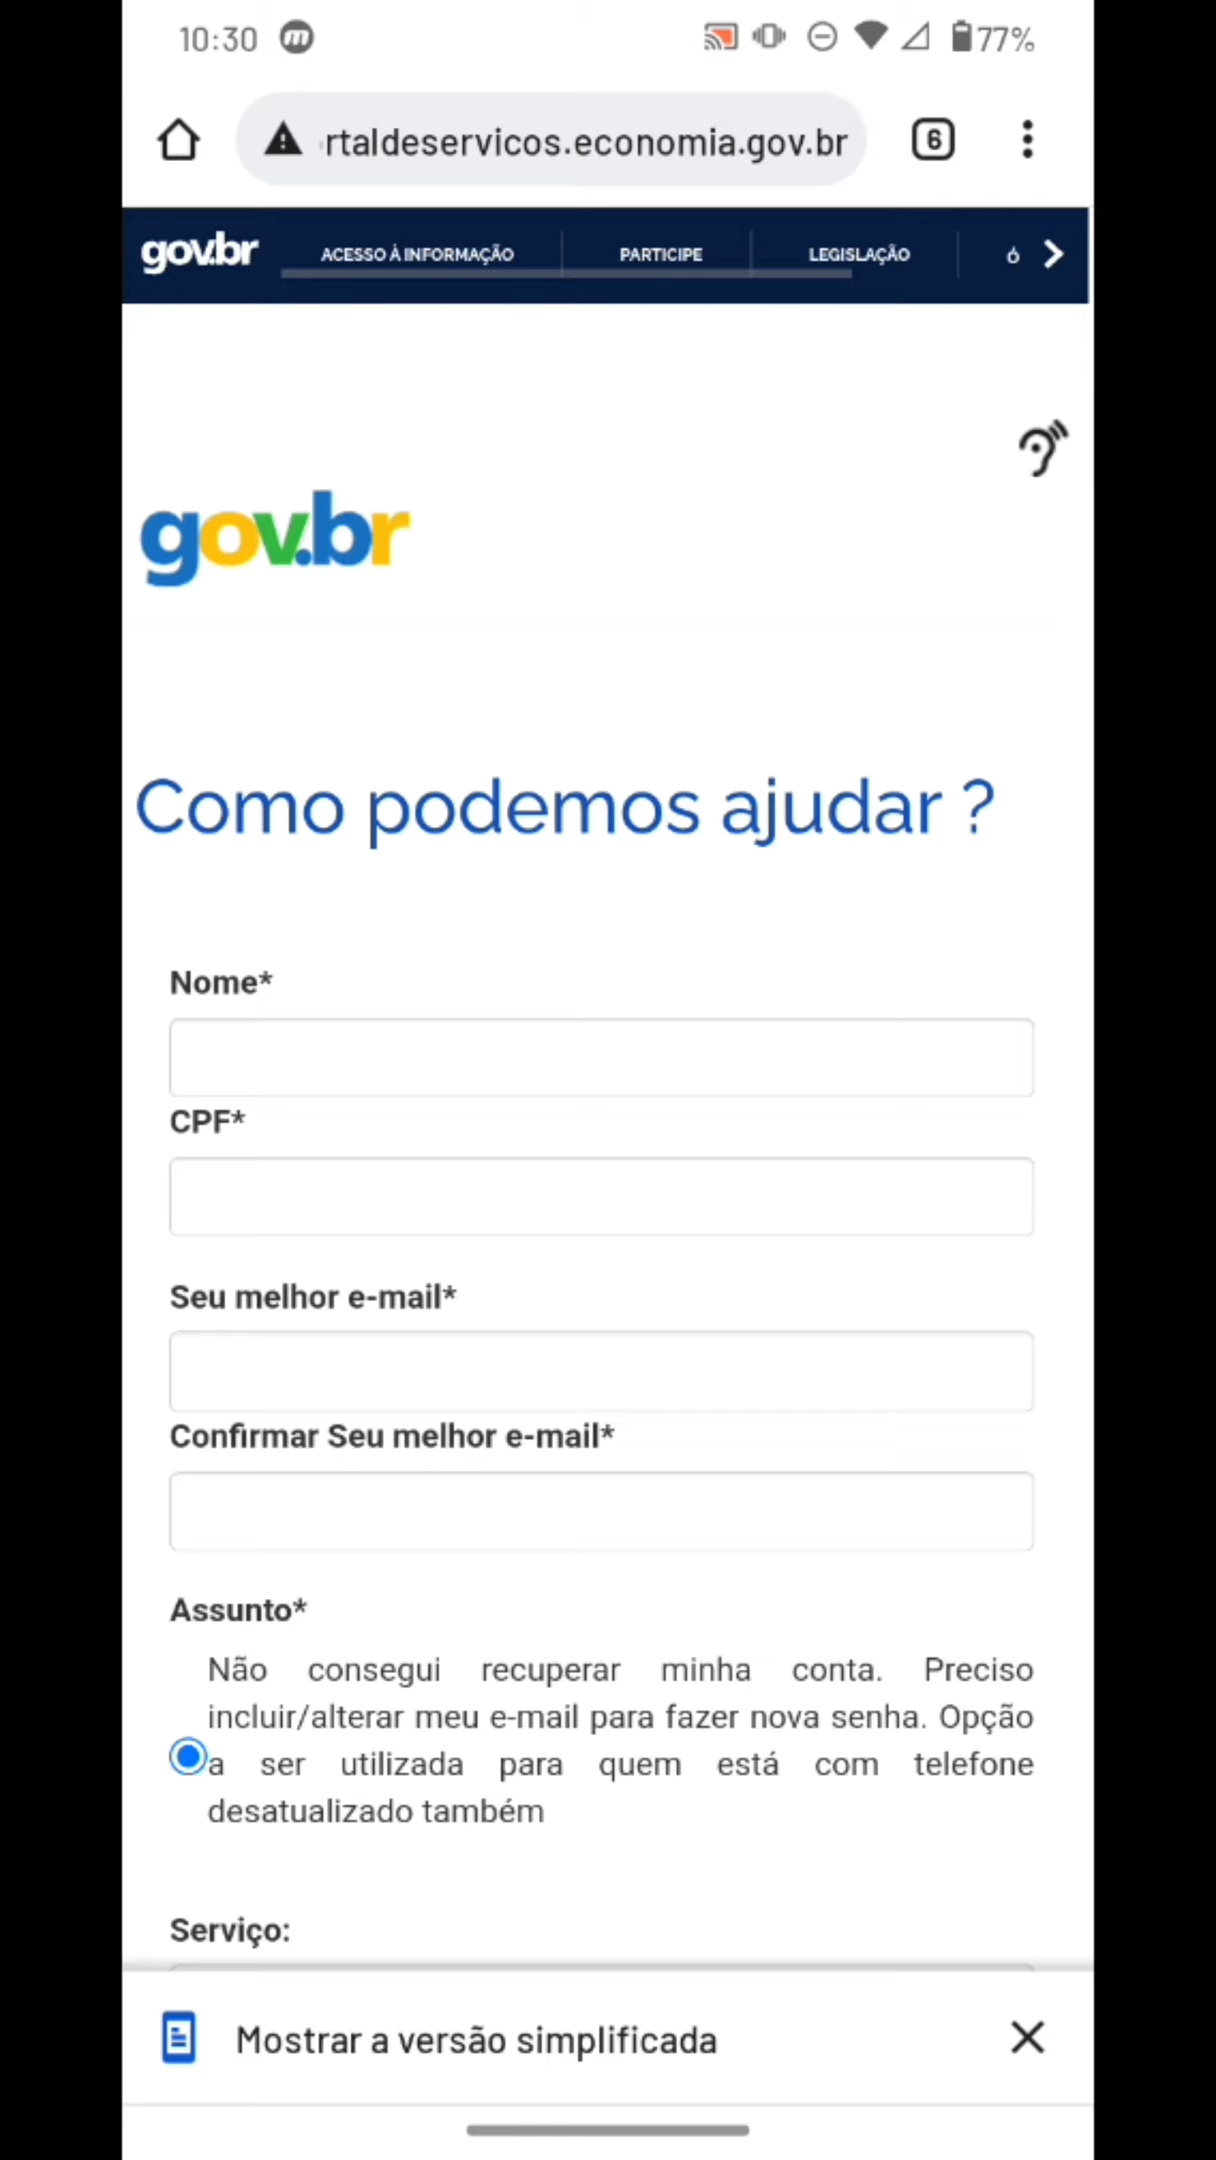 10:30 m 77%
rtaldeservicos.economia.gov.br 6
gov.br ACESSO À INFORMAÇÃO PARTICIPE LEGISLAÇÃO Ó
gov.br
Como podemos ajudar ?
Nome*
CPF*
Seu melhor e-mail*
Confirmar Seu melhor e-mail*
Assunto*
Não consegui recuperar minha conta. Preciso
incluir/alterar meu e-mail para fazer nova senha. Opção
a ser utilizada para quem está com telefone
desatualizado também
Serviço:
Mostrar a versão simplificada